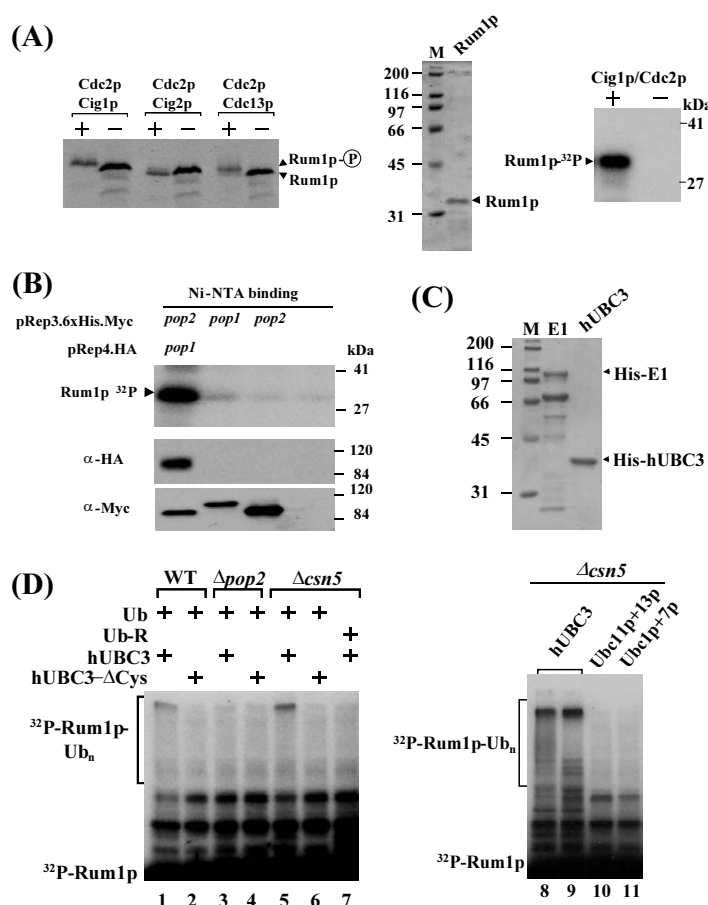 (A)
Cdc2p Cdc2p Cdc2p
Cig1p Cig2p Cdc13p
+ − + − + −
Rum1p-Ⓟ
Rum1p
M Rum1p
200
116
97
66
45
31
Rum1p
Cig1p/Cdc2p
+ −
kDa
41
Rum1p-³²P
27
(B)
Ni-NTA binding
pRep3.6xHis.Myc pop2 pop1 pop2
pRep4.HA pop1
kDa
41
Rum1p ³²P
27
α-HA
120
84
α-Myc
120
84
(C)
M E1 hUBC3
200
116
97
66
45
31
His-E1
His-hUBC3
(D)
WT Δpop2 Δcsn5
Ub + + + + + +
Ub-R +
hUBC3 + + + +
hUBC3−ΔCys + + +
³²P-Rum1p-
Ubₙ
³²P-Rum1p
1 2 3 4 5 6 7
Δcsn5
hUBC3 Ubc11p+13p Ubc1p+7p
³²P-Rum1p-Ubₙ
³²P-Rum1p
8 9 10 11